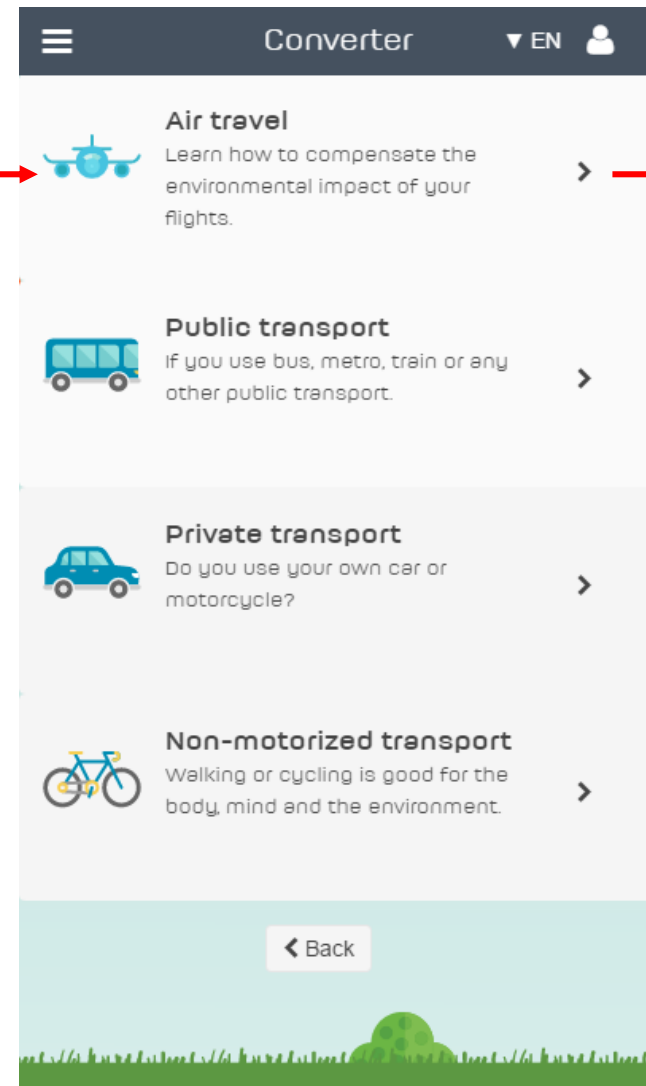 Converter ▼ EN
Air travel
Learn how to compensate the
environmental impact of your
flights.
Public transport
If you use bus, metro, train or any
other public transport.
Private transport
Do you use your own car or
motorcycle?
Non-motorized transport
Walking or cycling is good for the
body, mind and the environment.
Back